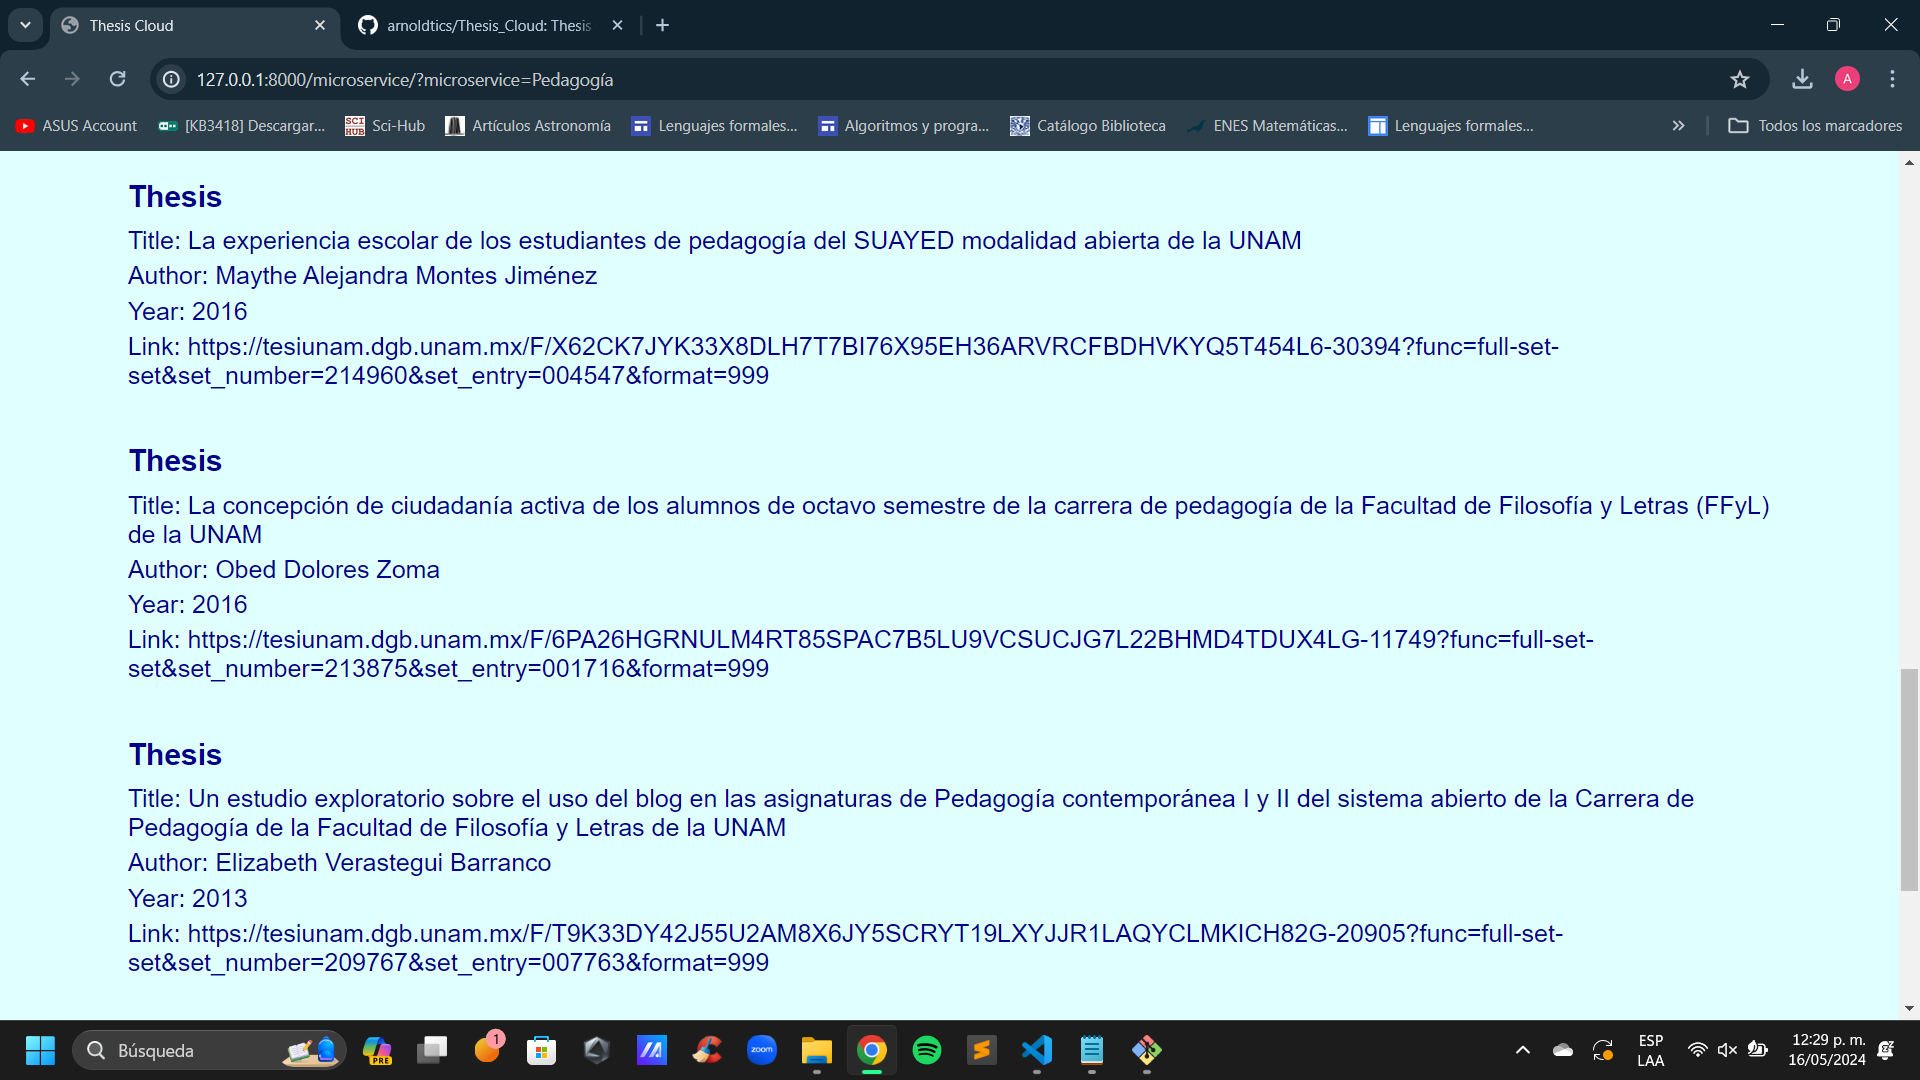 Thesis Cloud
arnoldtics/Thesis_Cloud: Thesis
127.0.0.1:8000/microservice/?microservice=Pedagogía
A
ASUS Account
[KB3418] Descargar...
SCI HUB
Sci-Hub
Artículos Astronomía
Lenguajes formales...
Algoritmos y progra...
Catálogo Biblioteca
ENES Matemáticas...
Lenguajes formales...
Todos los marcadores
Thesis
Title: La experiencia escolar de los estudiantes de pedagogía del SUAYED modalidad abierta de la UNAM
Author: Maythe Alejandra Montes Jiménez
Year: 2016
Link: https://tesiunam.dgb.unam.mx/F/X62CK7JYK33X8DLH7T7BI76X95EH36ARVRCFBDHVKYQ5T454L6-30394?func=full-set-
set&set_number=214960&set_entry=004547&format=999
Thesis
Title: La concepción de ciudadanía activa de los alumnos de octavo semestre de la carrera de pedagogía de la Facultad de Filosofía y Letras (FFyL)
de la UNAM
Author: Obed Dolores Zoma
Year: 2016
Link: https://tesiunam.dgb.unam.mx/F/6PA26HGRNULM4RT85SPAC7B5LU9VCSUCJG7L22BHMD4TDUX4LG-11749?func=full-set-
set&set_number=213875&set_entry=001716&format=999
Thesis
Title: Un estudio exploratorio sobre el uso del blog en las asignaturas de Pedagogía contemporánea I y II del sistema abierto de la Carrera de
Pedagogía de la Facultad de Filosofía y Letras de la UNAM
Author: Elizabeth Verastegui Barranco
Year: 2013
Link: https://tesiunam.dgb.unam.mx/F/T9K33DY42J55U2AM8X6JY5SCRYT19LXYJJR1LAQYCLMKICH82G-20905?func=full-set-
set&set_number=209767&set_entry=007763&format=999
Búsqueda
PRE
1
zoom
ESP
LAA
12:29 p. m.
16/05/2024